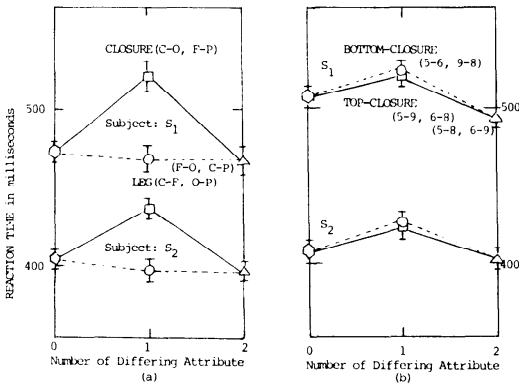 REACTION TIME in milliseconds
CLOSURE(C-O, F-P)
500
Subject: S1
(F-O, C-P)
LEG(C-F, O-P)
Subject: S2
400
0 1 2
Number of Differing Attribute
(a)
BOTTOM-CLOSURE
S1
(5-6, 9-8)
500
TOP-CLOSURE
(5-9, 6-8)
(5-8, 6-9)
S2
400
0 1 2
Number of Differing Attribute
(b)